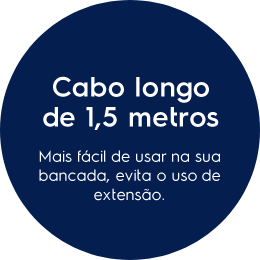 Cabo longo
de 1,5 metros
Mais fácil de usar na sua
bancada, evita o uso de
extensão.